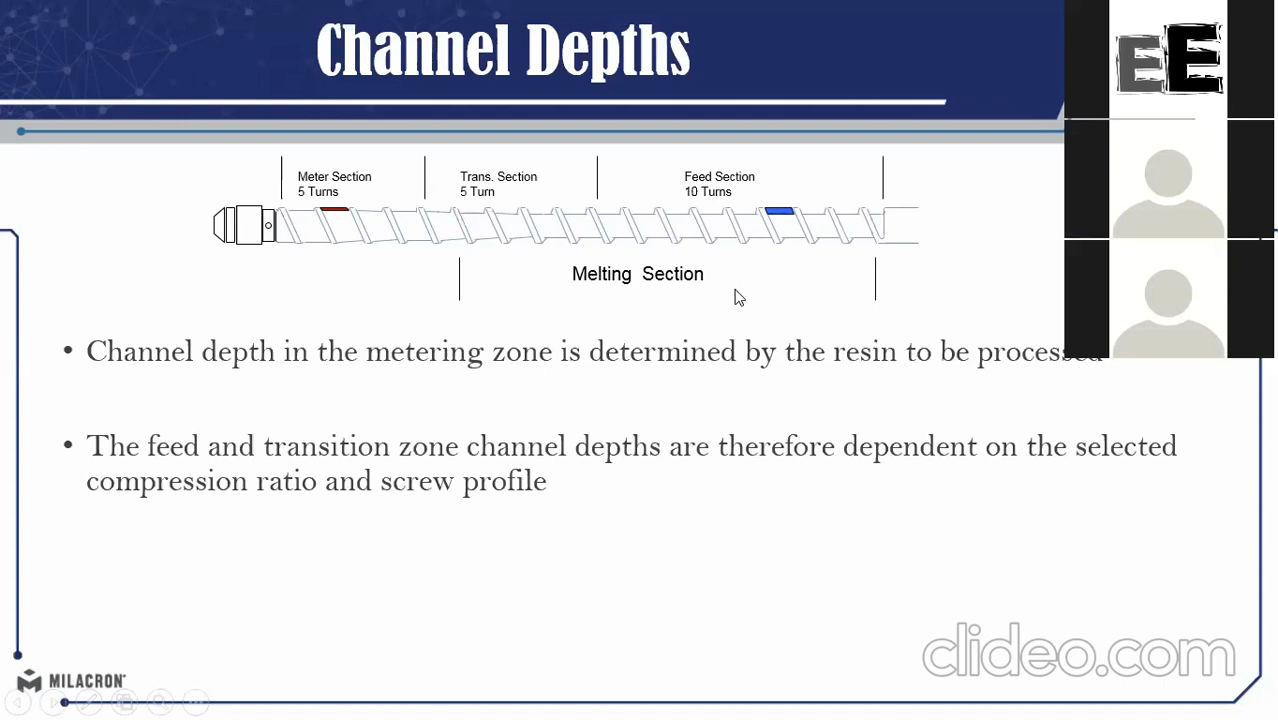 Channel Depths
EE
Meter Section
5 Turns
Trans. Section
5 Turn
Feed Section
10 Turns
Melting Section
• Channel depth in the metering zone is determined by the resin to be processed
• The feed and transition zone channel depths are therefore dependent on the selected
compression ratio and screw profile
clideo.com
MILACRON